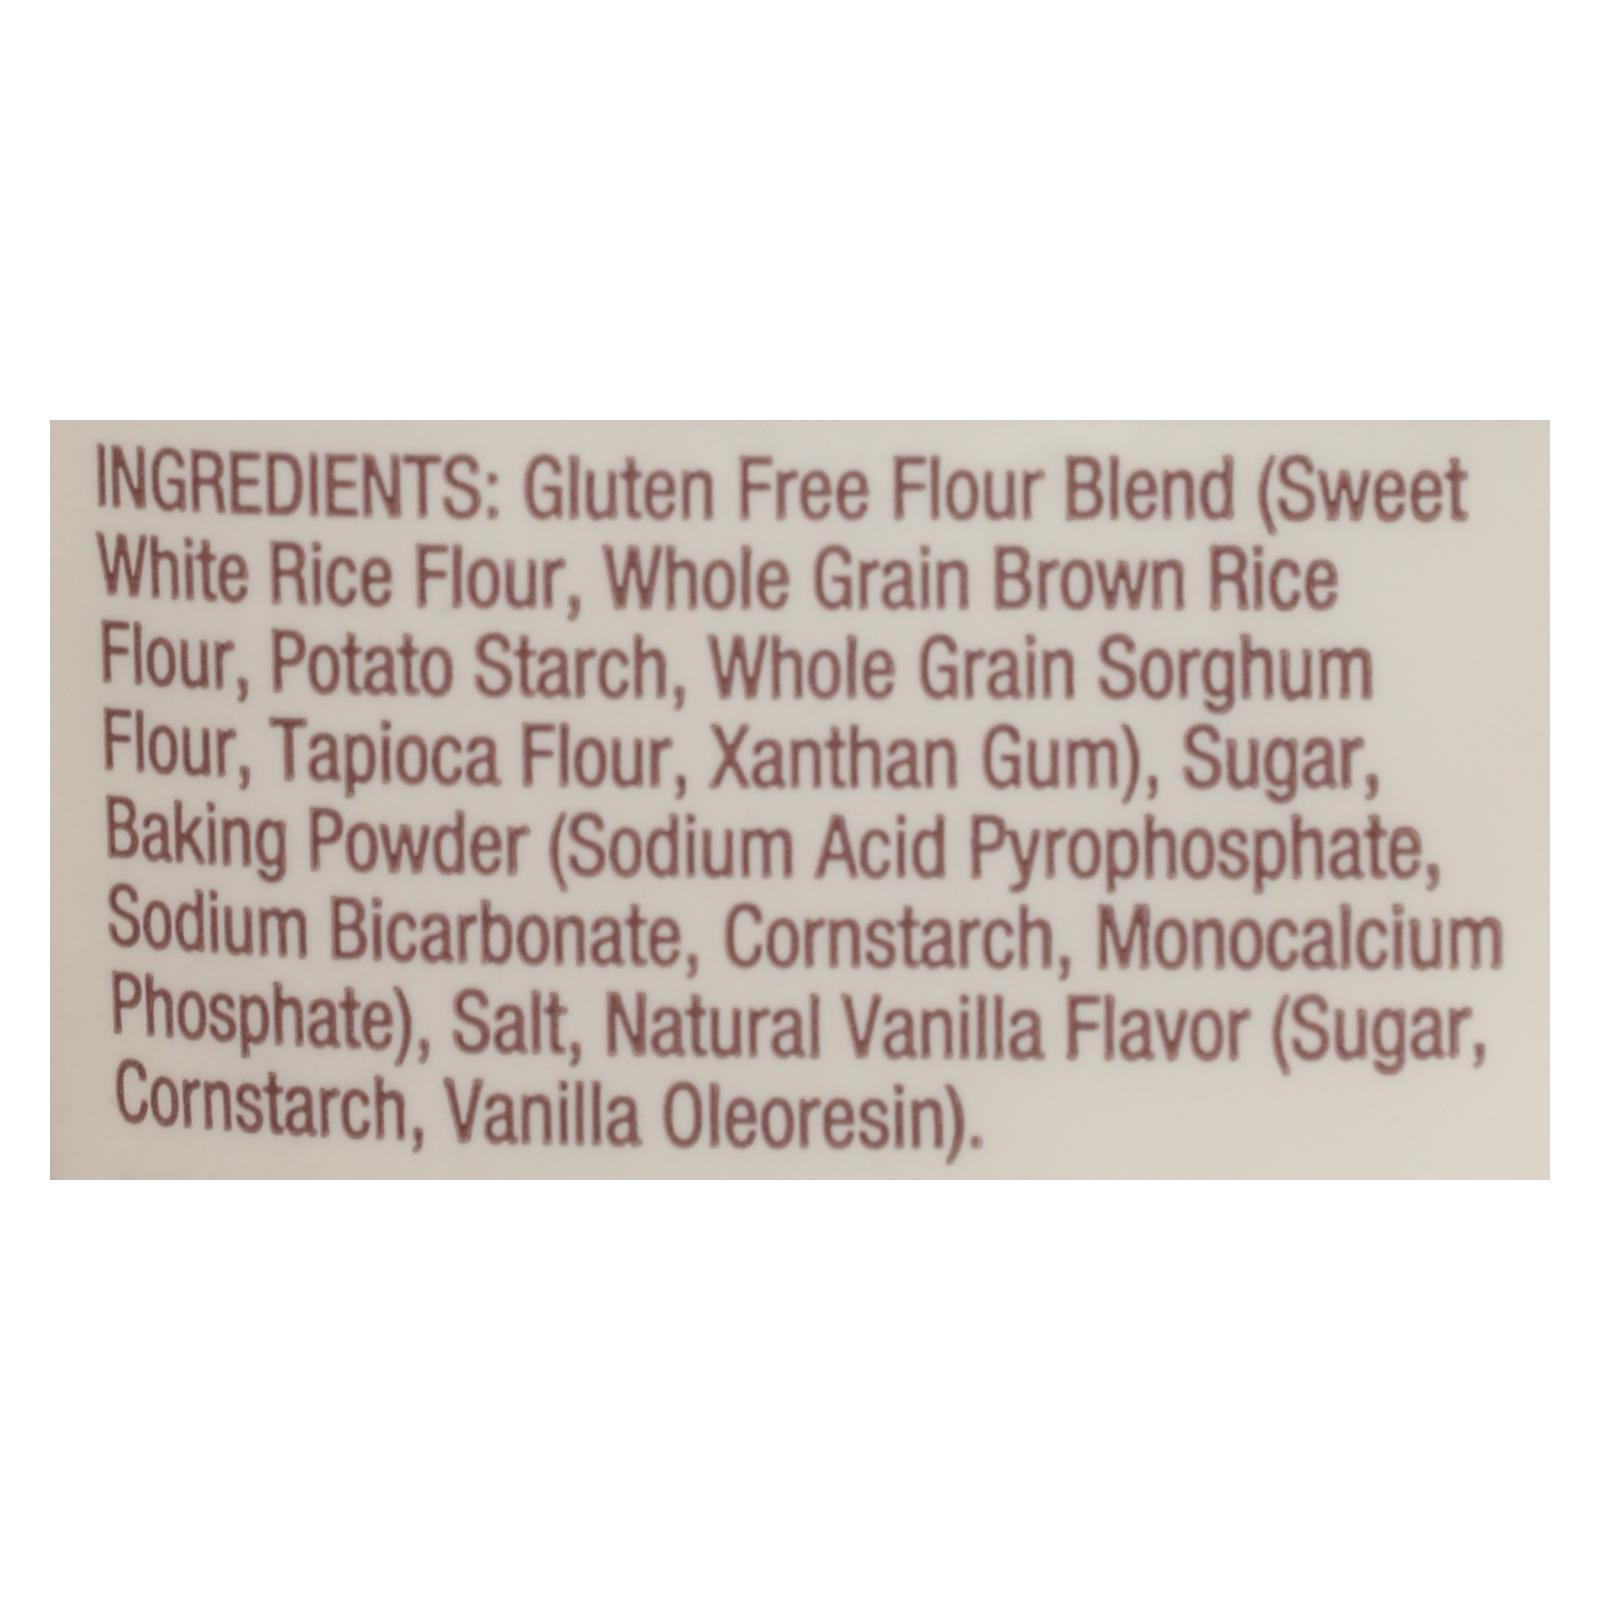 INGREDIENTS: Gluten Free Flour Blend (Sweet
White Rice Flour, Whole Grain Brown Rice
Flour, Potato Starch, Whole Grain Sorghum
Flour, Tapioca Flour, Xanthan Gum), Sugar,
Baking Powder (Sodium Acid Pyrophosphate,
Sodium Bicarbonate, Cornstarch, Monocalcium
Phosphate), Salt, Natural Vanilla Flavor (Sugar,
Cornstarch, Vanilla Oleoresin).